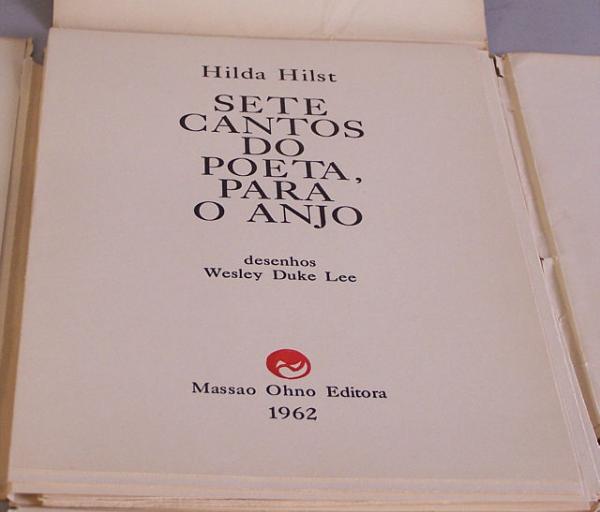 Hilda Hilst
SETE
CANTOS
DO
POETA,
PARA
O ANJO
desenhos
Wesley Duke Lee
Massao Ohno Editora
1962